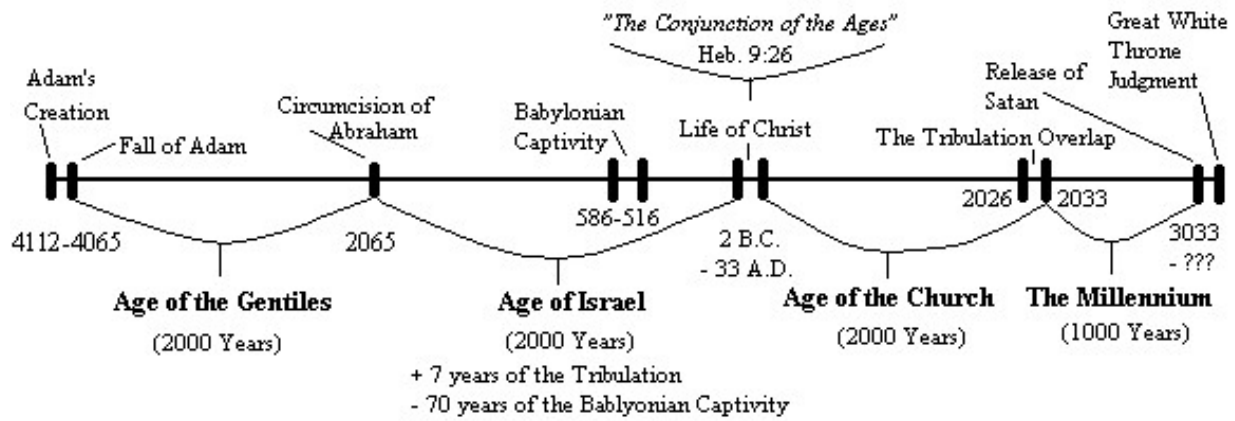 "The Conjunction of the Ages"
Heb. 9:26
Great White
Throne
Judgment
Adam's
Creation
Fall of Adam
Circumcision of
Abraham
Babylonian
Captivity
Life of Christ
Release of
Satan
The Tribulation Overlap
4112-4065
2065
586-516
2 B.C.
- 33 A.D.
2026
2033
3033
- ???
Age of the Gentiles
(2000 Years)
Age of Israel
(2000 Years)
+ 7 years of the Tribulation
- 70 years of the Bablyonian Captivity
Age of the Church
(2000 Years)
The Millennium
(1000 Years)